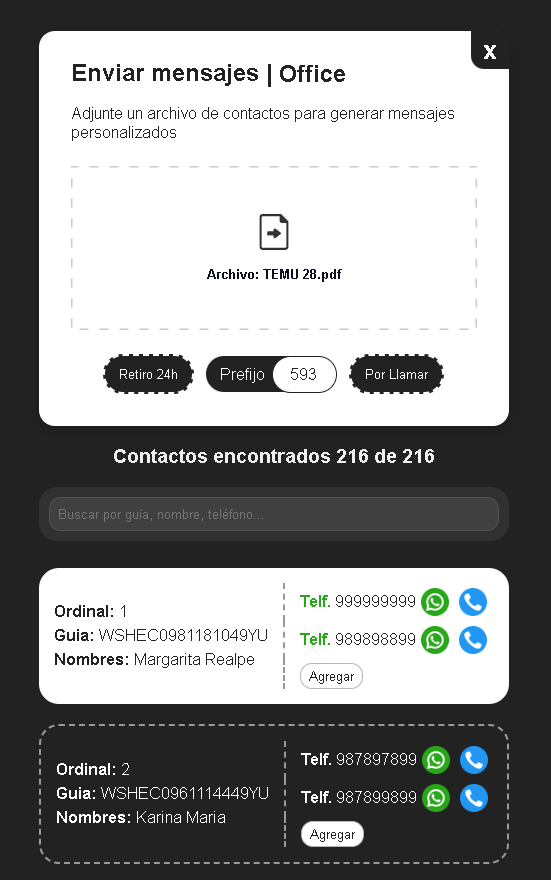 X
Enviar mensajes | Office
Adjunte un archivo de contactos para generar mensajes
personalizados
Archivo: TEMU 28.pdf
Retiro 24h
Prefijo 593
Por Llamar
Contactos encontrados 216 de 216
Buscar por guía, nombre, teléfono...
Ordinal: 1
Guia: WSHEC0981181049YU
Nombres: Margarita Realpe
Telf. 999999999
Telf. 989898899
Agregar
Ordinal: 2
Guia: WSHEC0961114449YU
Nombres: Karina Maria
Telf. 987897899
Telf. 987899899
Agregar